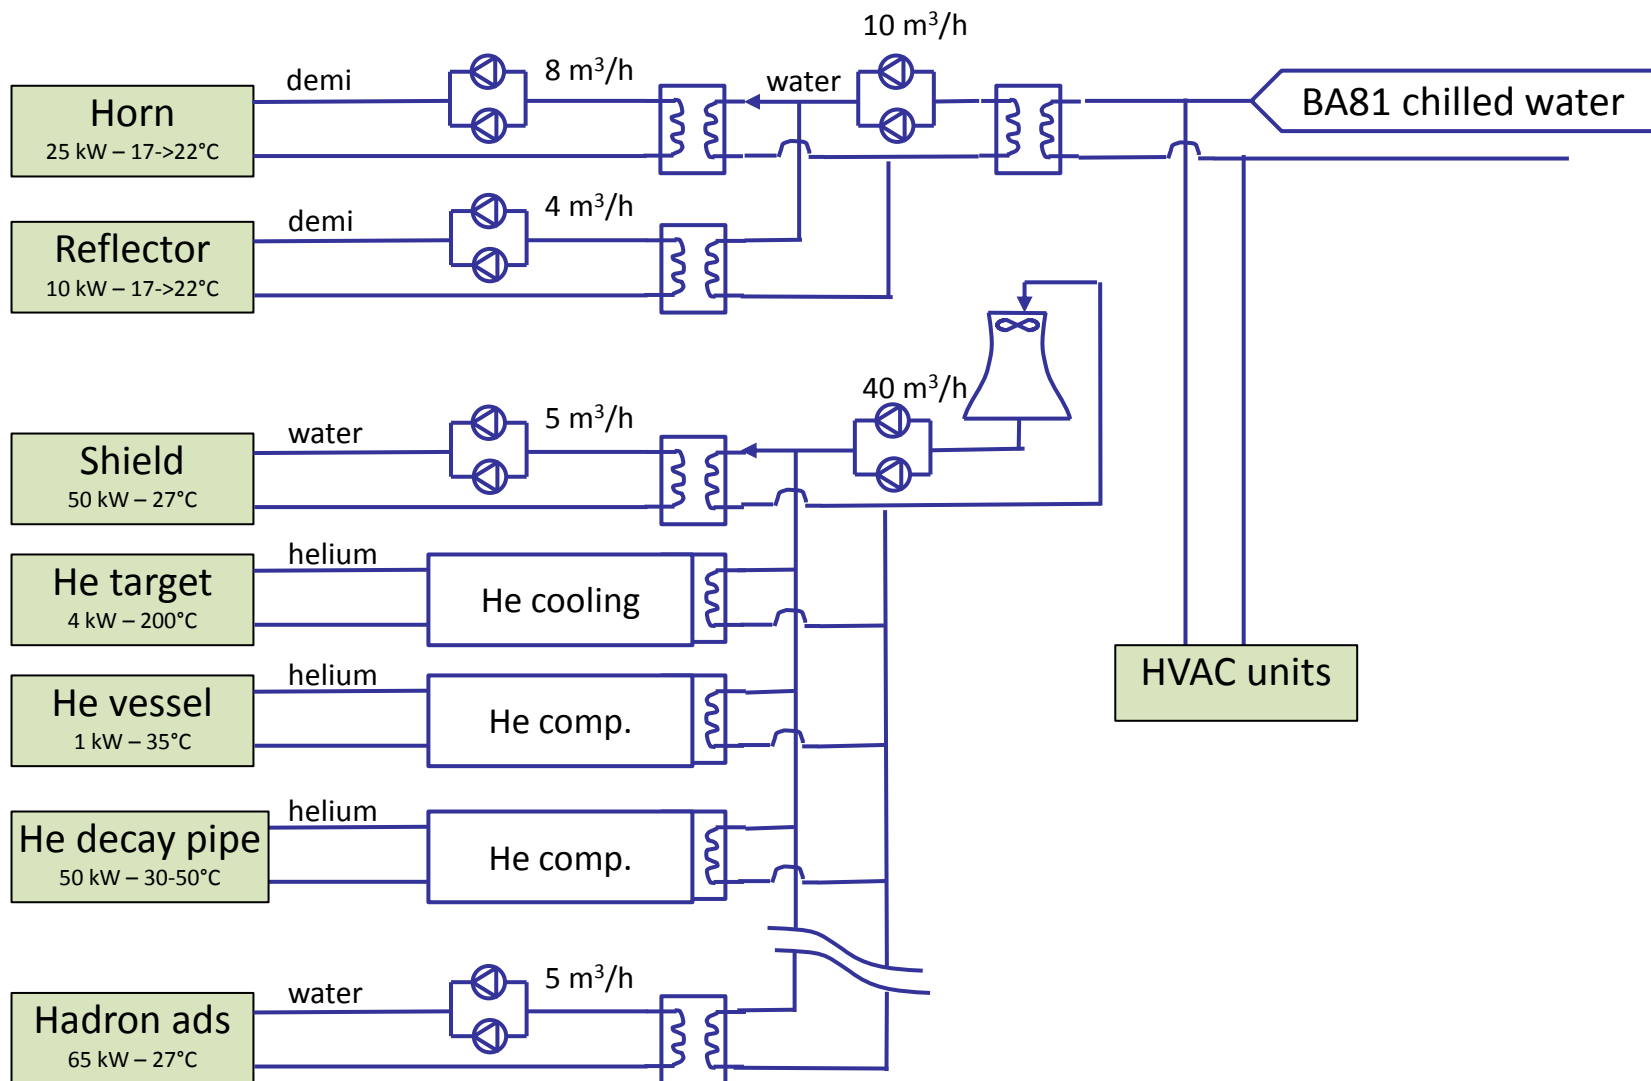 10 m³/h
demi
8 m³/h
water
BA81 chilled water
Horn
25 kW – 17->22°C
demi
4 m³/h
Reflector
10 kW – 17->22°C
40 m³/h
water
5 m³/h
Shield
50 kW – 27°C
helium
He target
4 kW – 200°C
He cooling
helium
He vessel
1 kW – 35°C
He comp.
HVAC units
helium
He decay pipe
50 kW – 30-50°C
He comp.
water
5 m³/h
Hadron ads
65 kW – 27°C